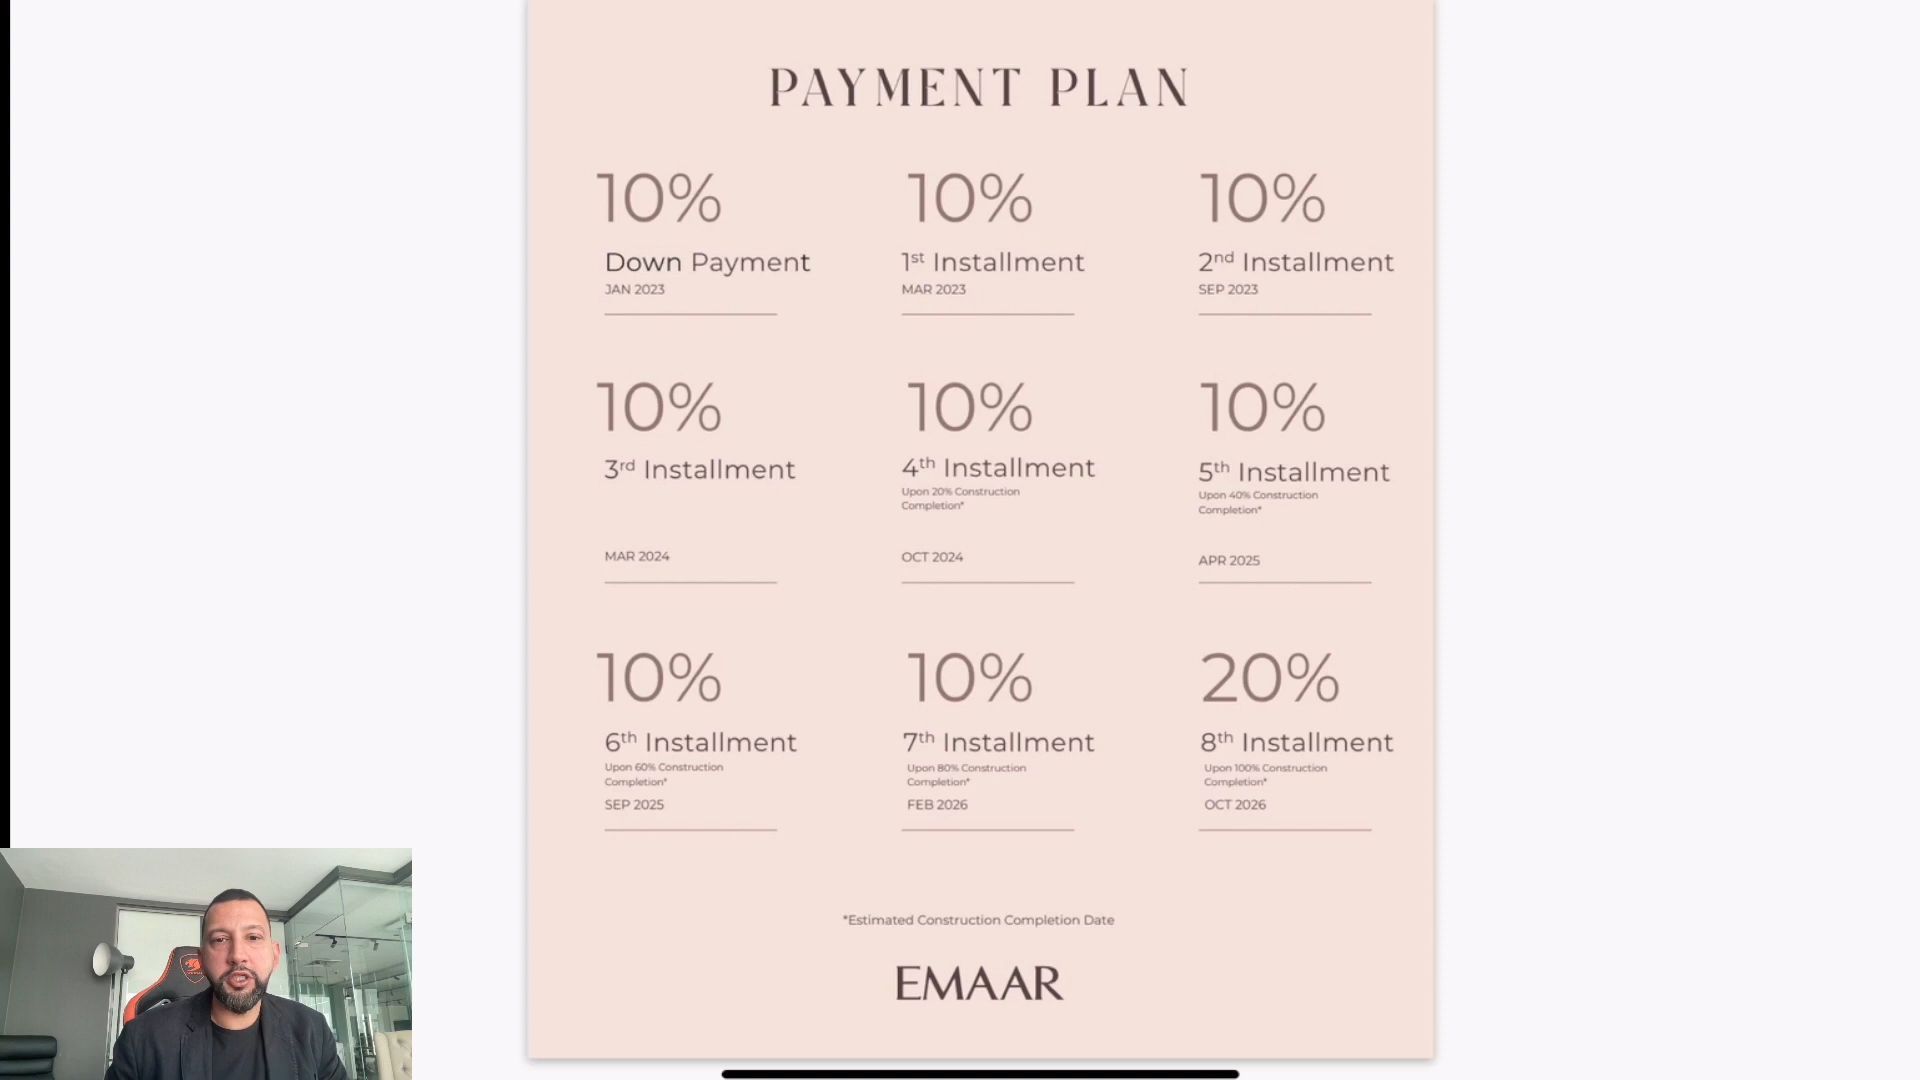 PAYMENT PLAN
10%
Down Payment
JAN 2023
10%
1st Installment
MAR 2023
10%
2nd Installment
SEP 2023
10%
3rd Installment
MAR 2024
10%
4th Installment
Upon 20% Construction
Completion*
OCT 2024
10%
5th Installment
Upon 40% Construction
Completion*
APR 2025
10%
6th Installment
Upon 60% Construction
Completion*
SEP 2025
10%
7th Installment
Upon 80% Construction
Completion*
FEB 2026
20%
8th Installment
Upon 100% Construction
Completion*
OCT 2026
*Estimated Construction Completion Date
EMAAR